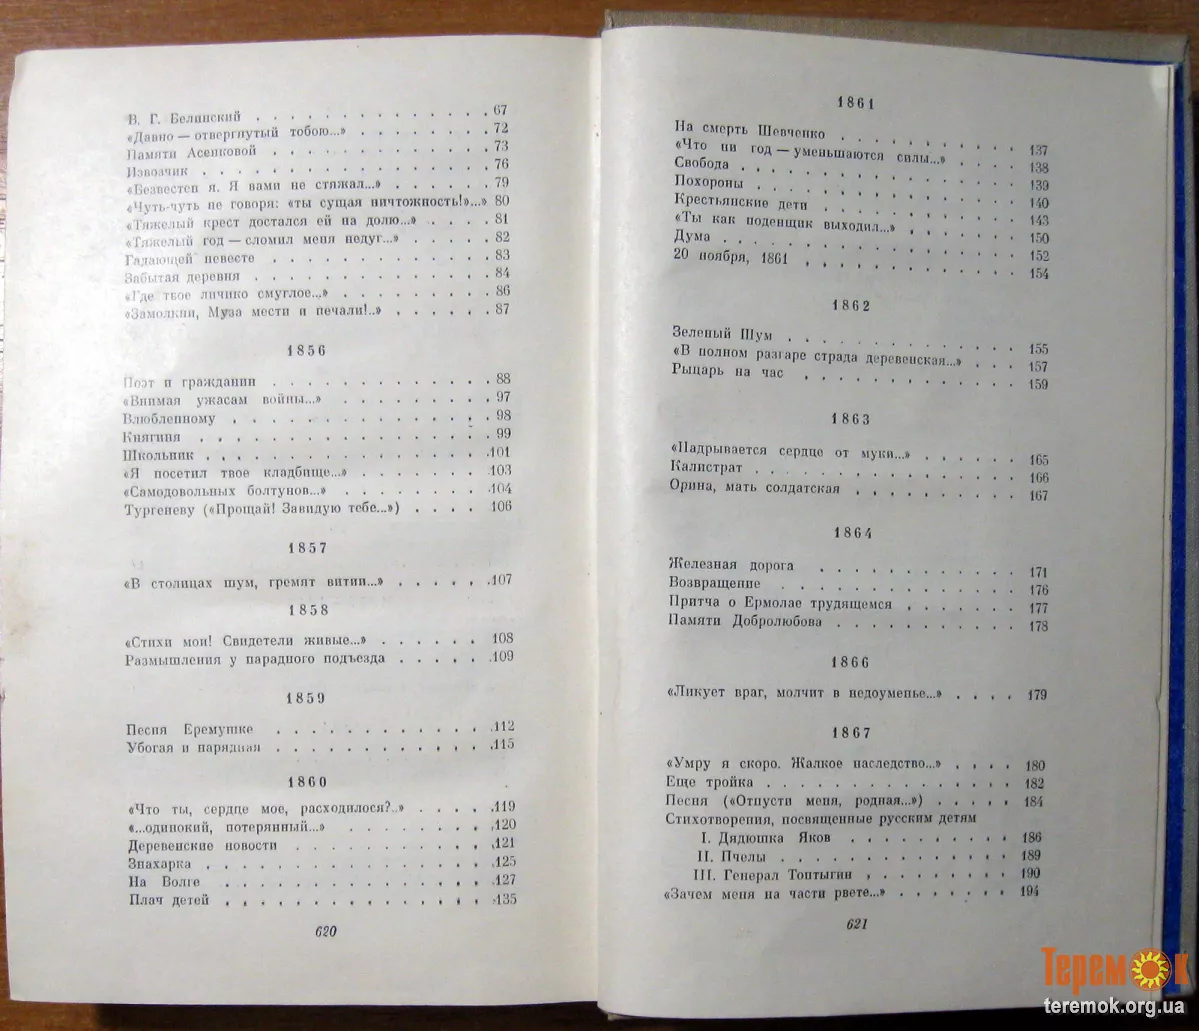 В. Г. Белинский . . . . . . . . . . . . . . 67
«Давно — отвергнутый тобою...» . . . . . . . . 72
Памяти Асенковой . . . . . . . . . . . . . 73
Извозчик . . . . . . . . . . . . . . . . . 76
«Безвестен я. Я вами не стяжал...» . . . . . . 79
«Чуть-чуть не говоря: «ты сущая ничтожность!»...» 80
«Тяжелый крест достался ей на долю...» . . . . 81
«Тяжелый год — сломил меня недуг...» . . . . . 82
Гадающей невесте . . . . . . . . . . . . . 83
Забытая деревня . . . . . . . . . . . . . . 84
«Где твое личико смуглое...» . . . . . . . . . 86
«Замолкни, Муза мести и печали!..» . . . . . . 87
1856
Поэт и гражданин . . . . . . . . . . . . . 88
«Внимая ужасам войны...» . . . . . . . . . . 97
Влюбленному . . . . . . . . . . . . . . . 98
Княгиня . . . . . . . . . . . . . . . . . 99
Школьник . . . . . . . . . . . . . . . . 101
«Я посетил твое кладбище...» . . . . . . . . 103
«Самодовольных болтунов...» . . . . . . . . 104
Тургеневу («Прощай! Завидую тебе...») . . . . 106
1857
«В столицах шум, гремят витии...» . . . . . . 107
1858
«Стихи мои! Свидетели живые...» . . . . . . 108
Размышления у парадного подъезда . . . . . 109
1859
Песня Еремушке . . . . . . . . . . . . . 112
Убогая и нарядная . . . . . . . . . . . . 115
1860
«Что ты, сердце мое, расходилося?..» . . . . 119
«...одинокий, потерянный...» . . . . . . . . 120
Деревенские новости . . . . . . . . . . . 121
Знахарка . . . . . . . . . . . . . . . . 125
На Волге . . . . . . . . . . . . . . . . 127
Плач детей . . . . . . . . . . . . . . . 135
620
1861
На смерть Шевченко . . . . . . . . . . . 137
«Что ни год — уменьшаются силы...» . . . . 138
Свобода . . . . . . . . . . . . . . . . 139
Похороны . . . . . . . . . . . . . . . 140
Крестьянские дети . . . . . . . . . . . . 143
«Ты как поденщик выходил...» . . . . . . . 150
Дума . . . . . . . . . . . . . . . . . 152
20 ноября, 1861 . . . . . . . . . . . . . 154
1862
Зеленый Шум . . . . . . . . . . . . . . 155
«В полном разгаре страда деревенская...» . . . 157
Рыцарь на час . . . . . . . . . . . . . 159
1863
«Надрывается сердце от муки...» . . . . . . 165
Калистрат . . . . . . . . . . . . . . . 166
Орина, мать солдатская . . . . . . . . . . 167
1864
Железная дорога . . . . . . . . . . . . 171
Возвращение . . . . . . . . . . . . . . 176
Притча о Ермолае трудящемся . . . . . . . 177
Памяти Добролюбова . . . . . . . . . . . 178
1866
«Ликует враг, молчит в недоуменье...» . . . . 179
1867
«Умру я скоро. Жалкое наследство...» . . . . 180
Еще тройка . . . . . . . . . . . . . . 182
Песня («Отпусти меня, родная...») . . . . . 184
Стихотворения, посвященные русским детям
I. Дядюшка Яков . . . . . . . . . . . 186
II. Пчелы . . . . . . . . . . . . . . 189
III. Генерал Топтыгин . . . . . . . . . 190
«Зачем меня на части рвете...» . . . . . . . 194
621
Теремок
teremok.org.ua